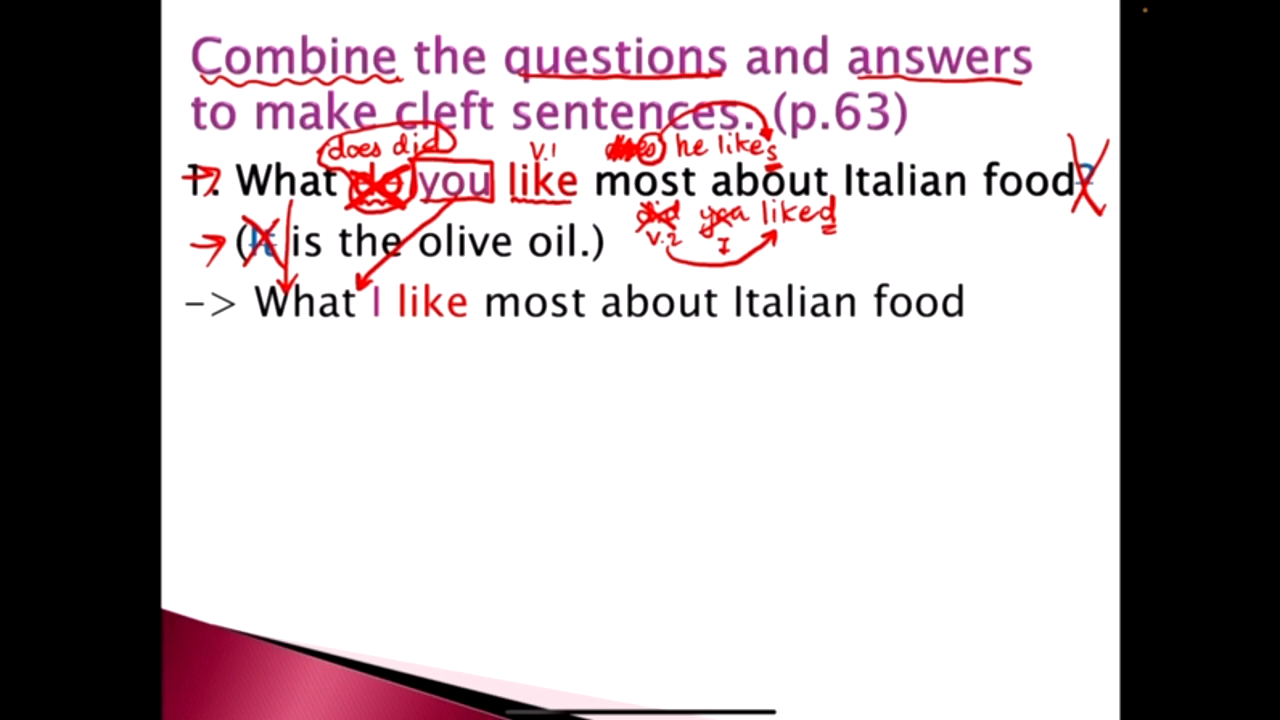 Combine the questions and answers
to make cleft sentences. (p.63)
does did V.1 does he likes
1. What do you like most about Italian food?
did you liked
V.2 I
(It is the olive oil.)
-> What I like most about Italian food